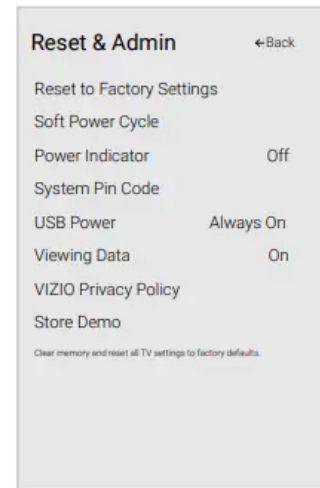 Reset & Admin ←Back
Reset to Factory Settings
Soft Power Cycle
Power Indicator Off
System Pin Code
USB Power Always On
Viewing Data On
VIZIO Privacy Policy
Store Demo
Clear memory and reset all TV settings to factory defaults.